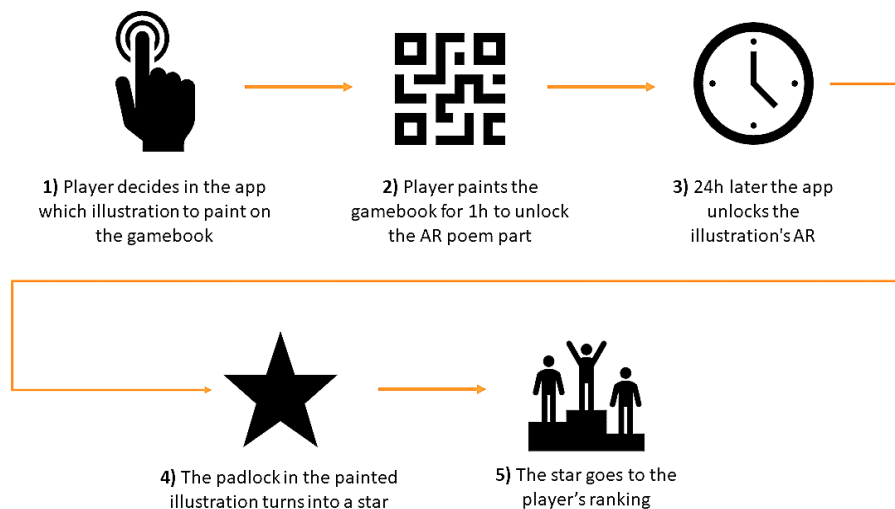 1) Player decides in the app
which illustration to paint on
the gamebook
2) Player paints the
gamebook for 1h to unlock
the AR poem part
3) 24h later the app
unlocks the
illustration's AR
4) The padlock in the painted
illustration turns into a star
5) The star goes to the
player’s ranking